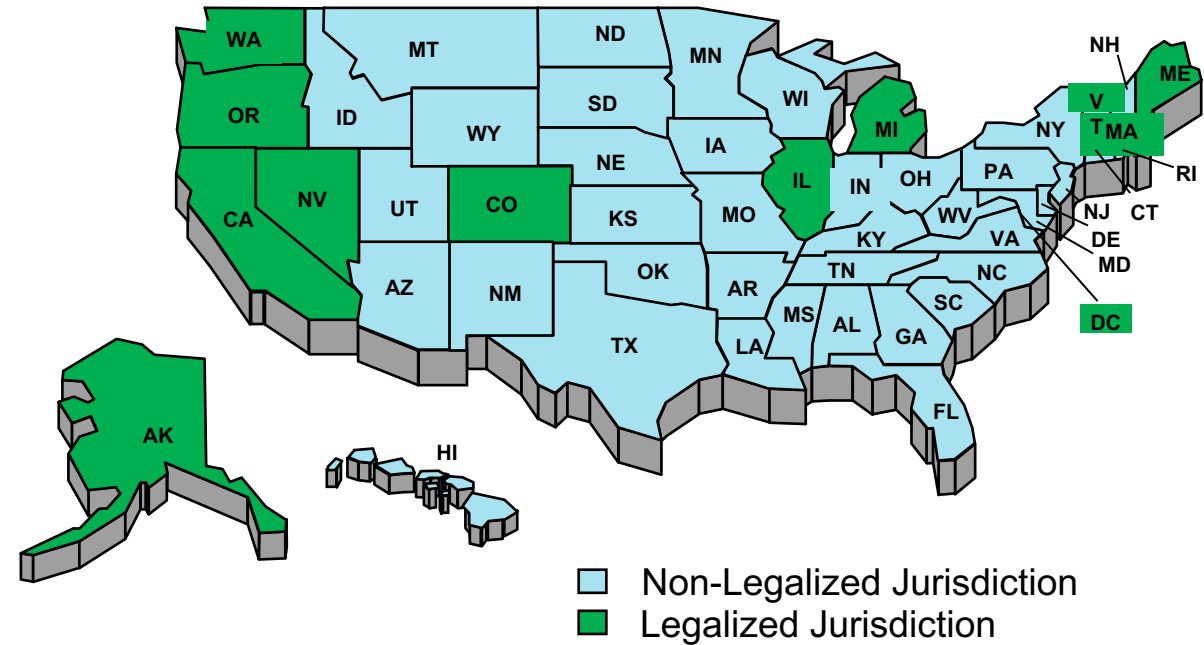 WA
MT
ND
MN
NH
ME
OR
ID
SD
WI
V
T
MA
WY
MI
NY
RI
NE
IA
PA
NV
UT
CO
IL
IN
OH
CA
KS
MO
WV
NJ
CT
KY
VA
DE
MD
AZ
NM
OK
AR
TN
NC
SC
DC
TX
LA
MS
AL
GA
FL
AK
HI
Non-Legalized Jurisdiction
Legalized Jurisdiction